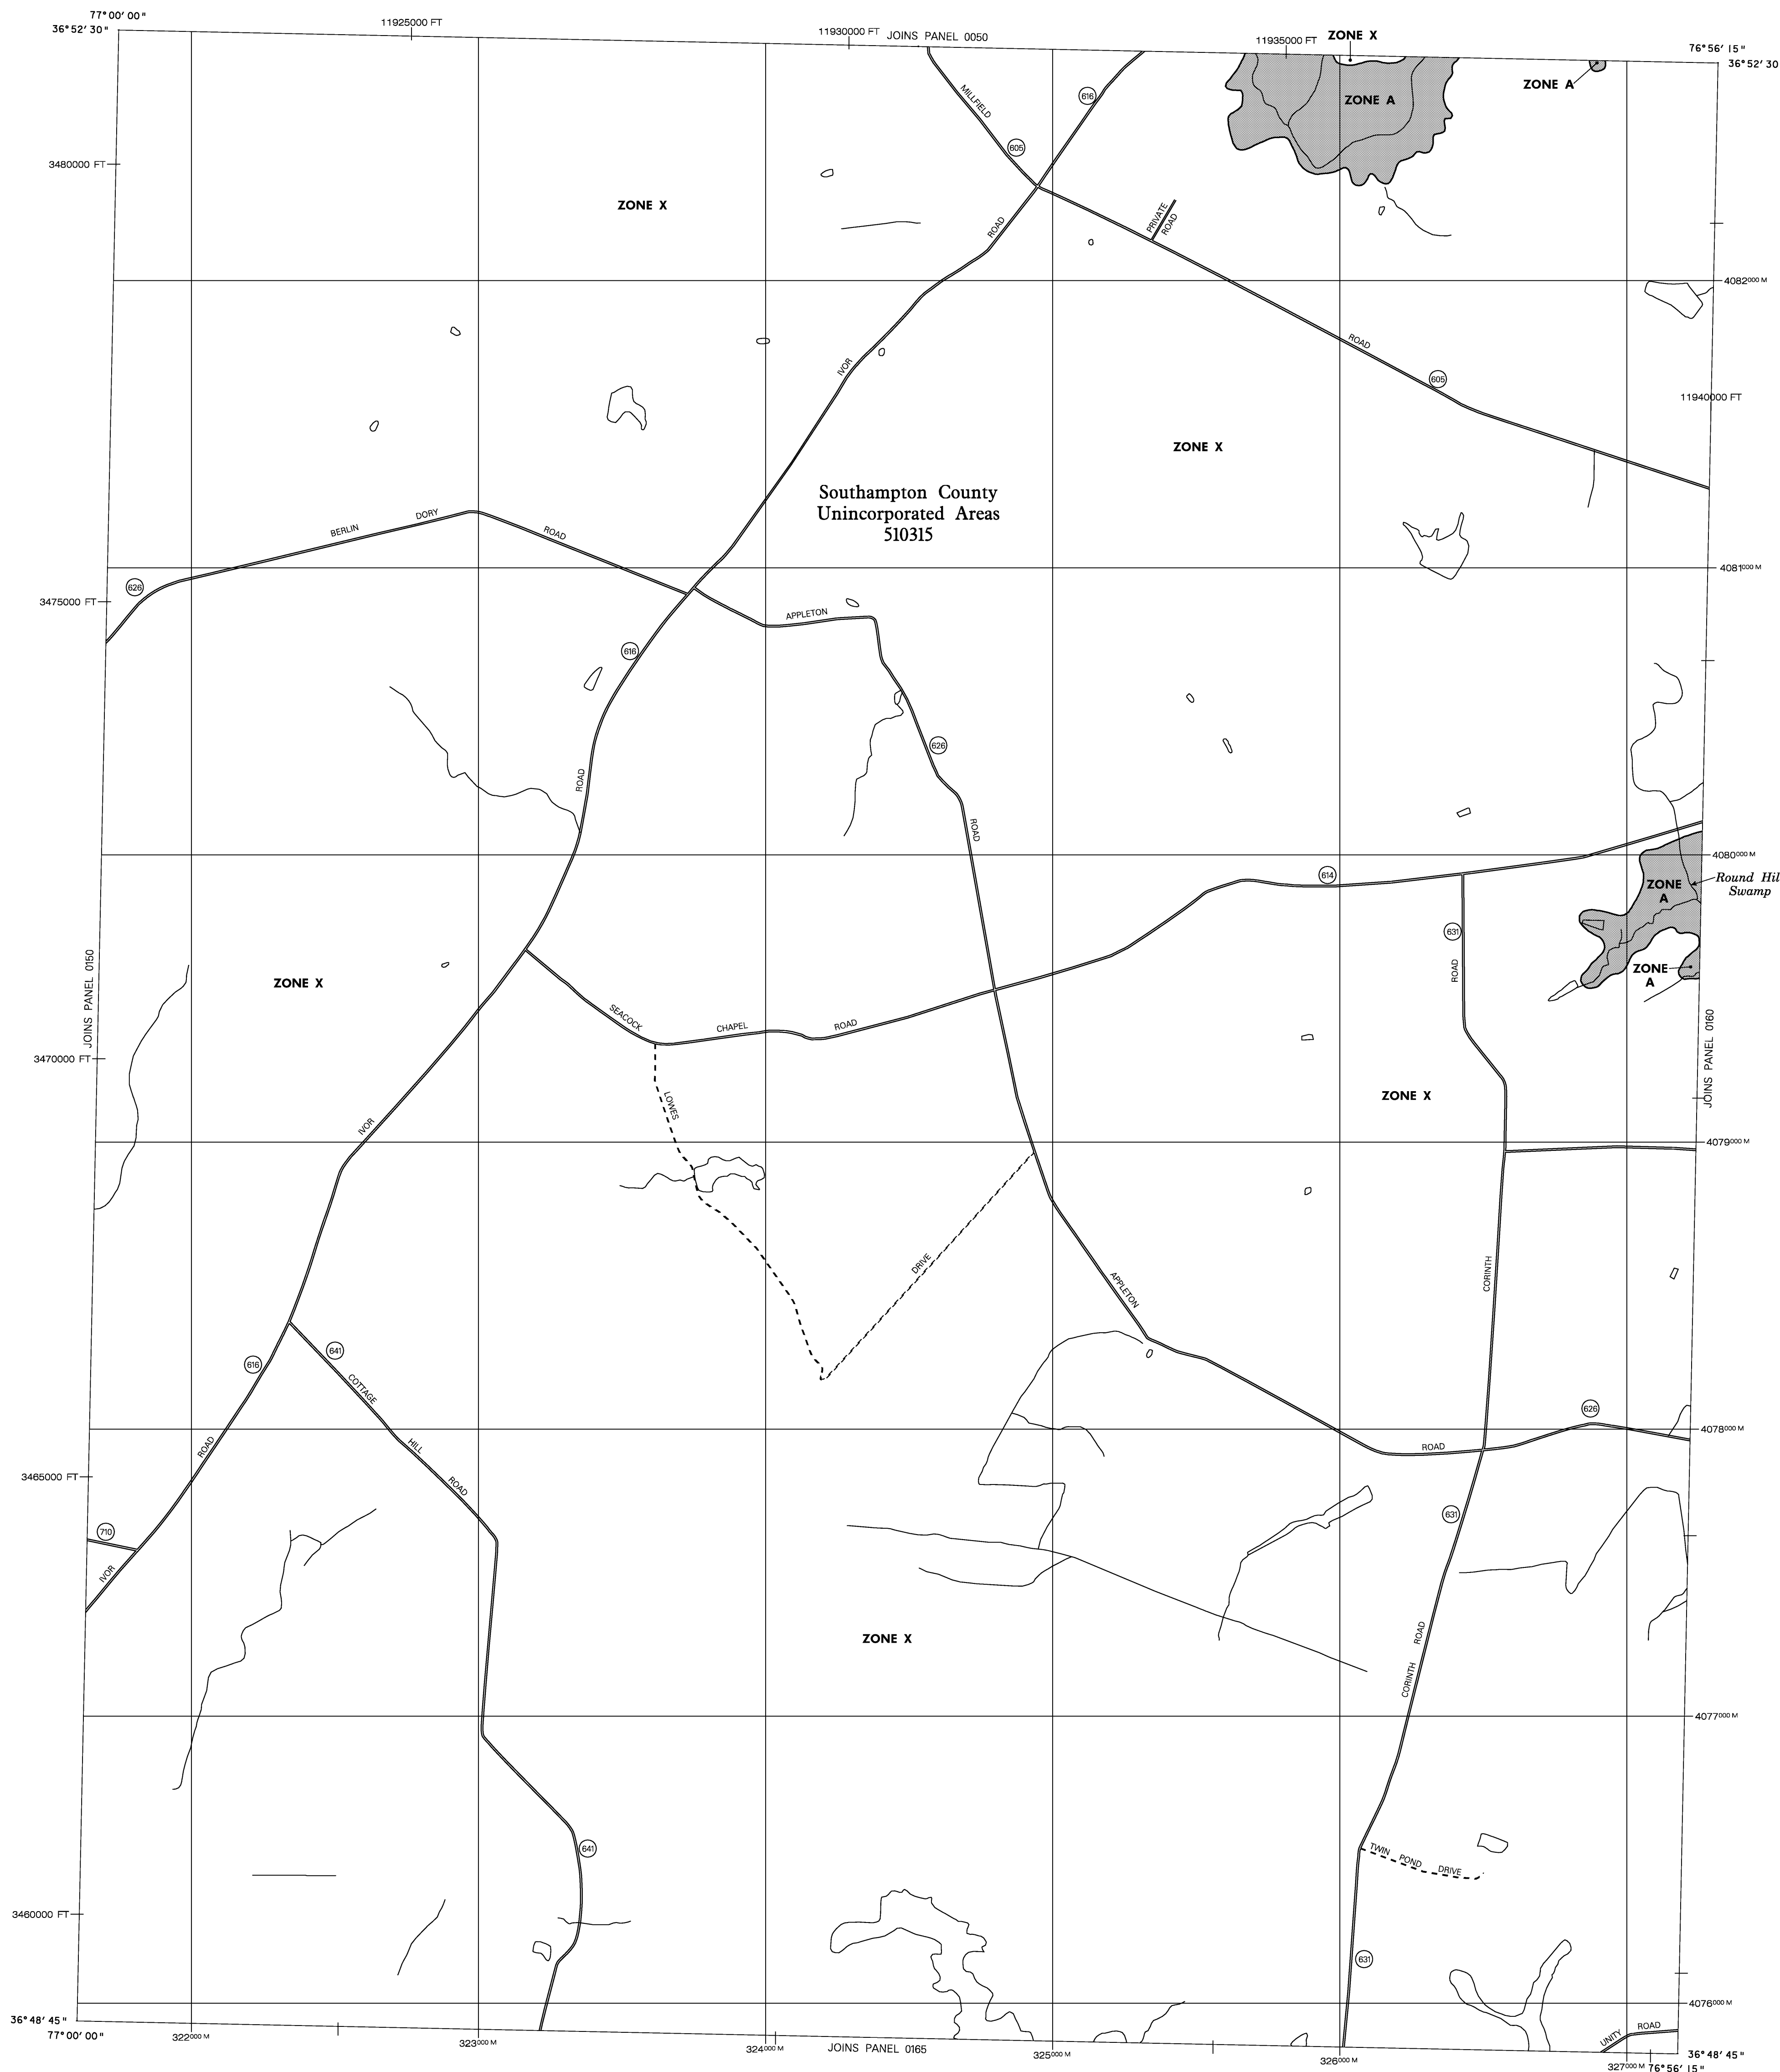 77° 00' 00"
36° 52' 30"
11925000 FT
11930000 FT
JOINS PANEL 0050
11935000 FT
ZONE X
76° 56' 15"
36° 52' 30
ZONE A
ZONE A
MILLFIELD
616
605
3480000 FT
ZONE X
PRIVATE
ROAD
ROAD
4082000 M
ROAD
IVOR
605
11940000 FT
ZONE X
Southampton County
Unincorporated Areas
510315
BERLIN
DORY
ROAD
4081000 M
626
3475000 FT
APPLETON
616
626
ROAD
ROAD
4080000 M
614
Round Hil
Swamp
ZONE
A
631
ROAD
ZONE
A
JOINS PANEL 0150
ZONE X
SEACOCK
CHAPEL
ROAD
JOINS PANEL 0160
3470000 FT
LOWES
ZONE X
IVOR
4079000 M
DRIVE
CORINTH
APPLETON
641
616
COTTAGE
626
HILL
ROAD
ROAD
4078000 M
3465000 FT
ROAD
631
710
IVOR
ZONE X
ROAD
CORINTH
4077000 M
641
TWIN POND DRIVE
3460000 FT
631
4076000 M
36° 48' 45"
77° 00' 00"
322000 M
323000 M
324000 M
JOINS PANEL 0165
325000 M
326000 M
UNITY
ROAD
327000 M
36° 48' 45"
76° 56' 15"